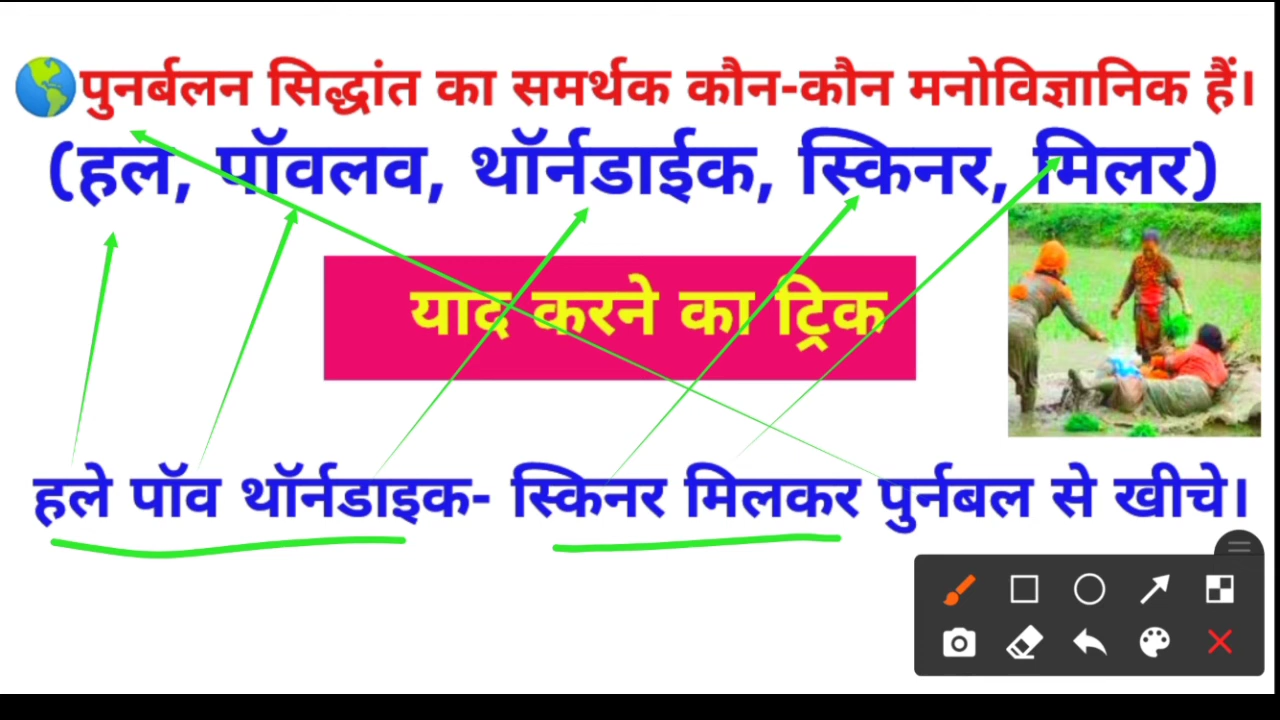 पुनर्बलन सिद्धांत का समर्थक कौन-कौन मनोविज्ञानिक हैं।
(हल, पॉवलव, थॉर्नडाईक, स्किनर, मिलर)
याद करने का ट्रिक
हले पॉव थॉर्नडाइक- स्किनर मिलकर पुर्नबल से खीचे।